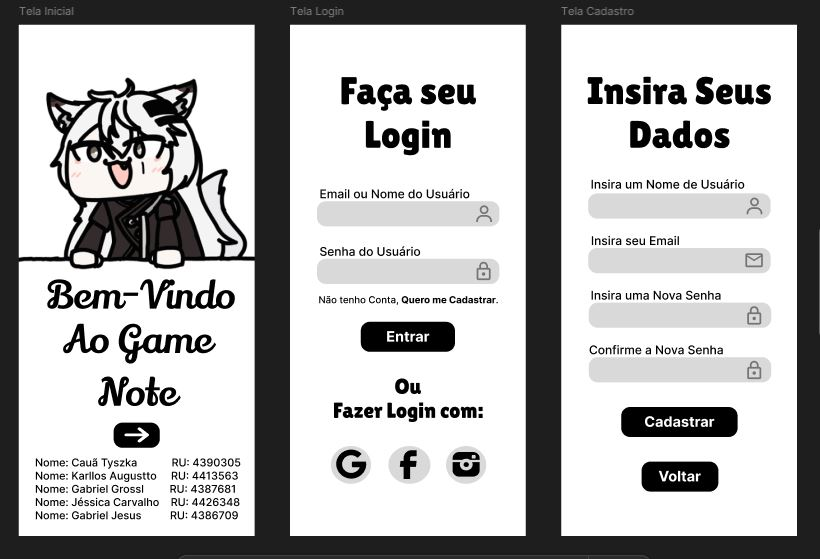 Tela Inicial
Bem-Vindo
Ao Game
Note
Nome: Cauã Tyszka RU: 4390305
Nome: Karllos Augustto RU: 4413563
Nome: Gabriel Grossl RU: 4387681
Nome: Jéssica Carvalho RU: 4426348
Nome: Gabriel Jesus RU: 4386709
Tela Login
Faça seu
Login
Email ou Nome do Usuário
Senha do Usuário
Não tenho Conta, Quero me Cadastrar.
Entrar
Ou
Fazer Login com:
G
f
Tela Cadastro
Insira Seus
Dados
Insira um Nome de Usuário
Insira seu Email
Insira uma Nova Senha
Confirme a Nova Senha
Cadastrar
Voltar